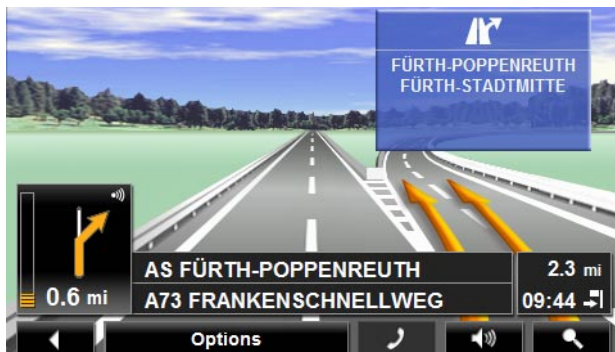 FÜRTH-POPPENREUTH
FÜRTH-STADTMITTE
AS FÜRTH-POPPENREUTH
2.3 mi
0.6 mi
A73 FRANKENSCHNELLWEG
09:44
Options